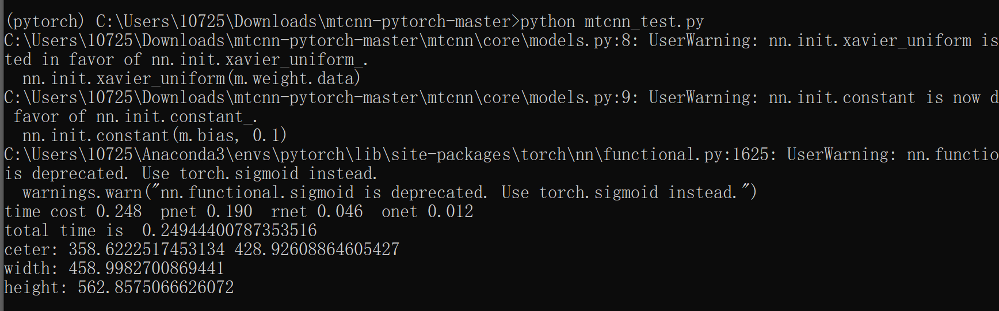 (pytorch) C:\Users\10725\Downloads\mtcnn-pytorch-master>python mtcnn_test.py
C:\Users\10725\Downloads\mtcnn-pytorch-master\mtcnn\core\models.py:8: UserWarning: nn.init.xavier_uniform is
ted in favor of nn.init.xavier_uniform_.
  nn.init.xavier_uniform(m.weight.data)
C:\Users\10725\Downloads\mtcnn-pytorch-master\mtcnn\core\models.py:9: UserWarning: nn.init.constant is now d
 favor of nn.init.constant_.
  nn.init.constant(m.bias, 0.1)
C:\Users\10725\Anaconda3\envs\pytorch\lib\site-packages\torch\nn\functional.py:1625: UserWarning: nn.functio
is deprecated. Use torch.sigmoid instead.
  warnings.warn("nn.functional.sigmoid is deprecated. Use torch.sigmoid instead.")
time cost 0.248  pnet 0.190  rnet 0.046  onet 0.012
total time is  0.24944400787353516
ceter: 358.6222517453134 428.92608864605427
width: 458.9982700869441
height: 562.8575066626072